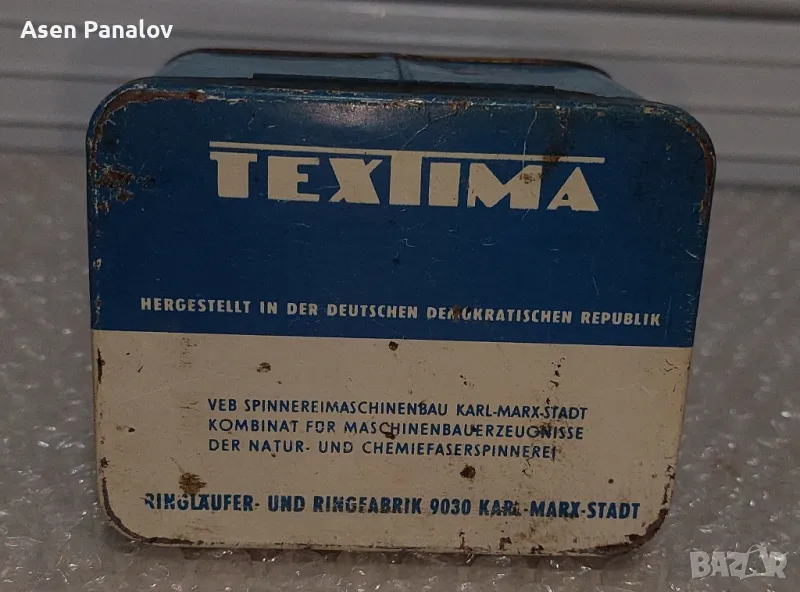 Asen Panalov
TEXTIMA
HERGESTELLT IN DER DEUTSCHEN DEMOKRATISCHEN REPUBLIK
VEB SPINNEREIMASCHINENBAU KARL-MARX-STADT
KOMBINAT FÜR MASCHINENBAUERZEUGNISSE
DER NATUR- UND CHEMIEFASERSPINNEREI
RINGLÄUFER- UND RINGFABRIK 9030 KARL-MARX-STADT
BAZAR